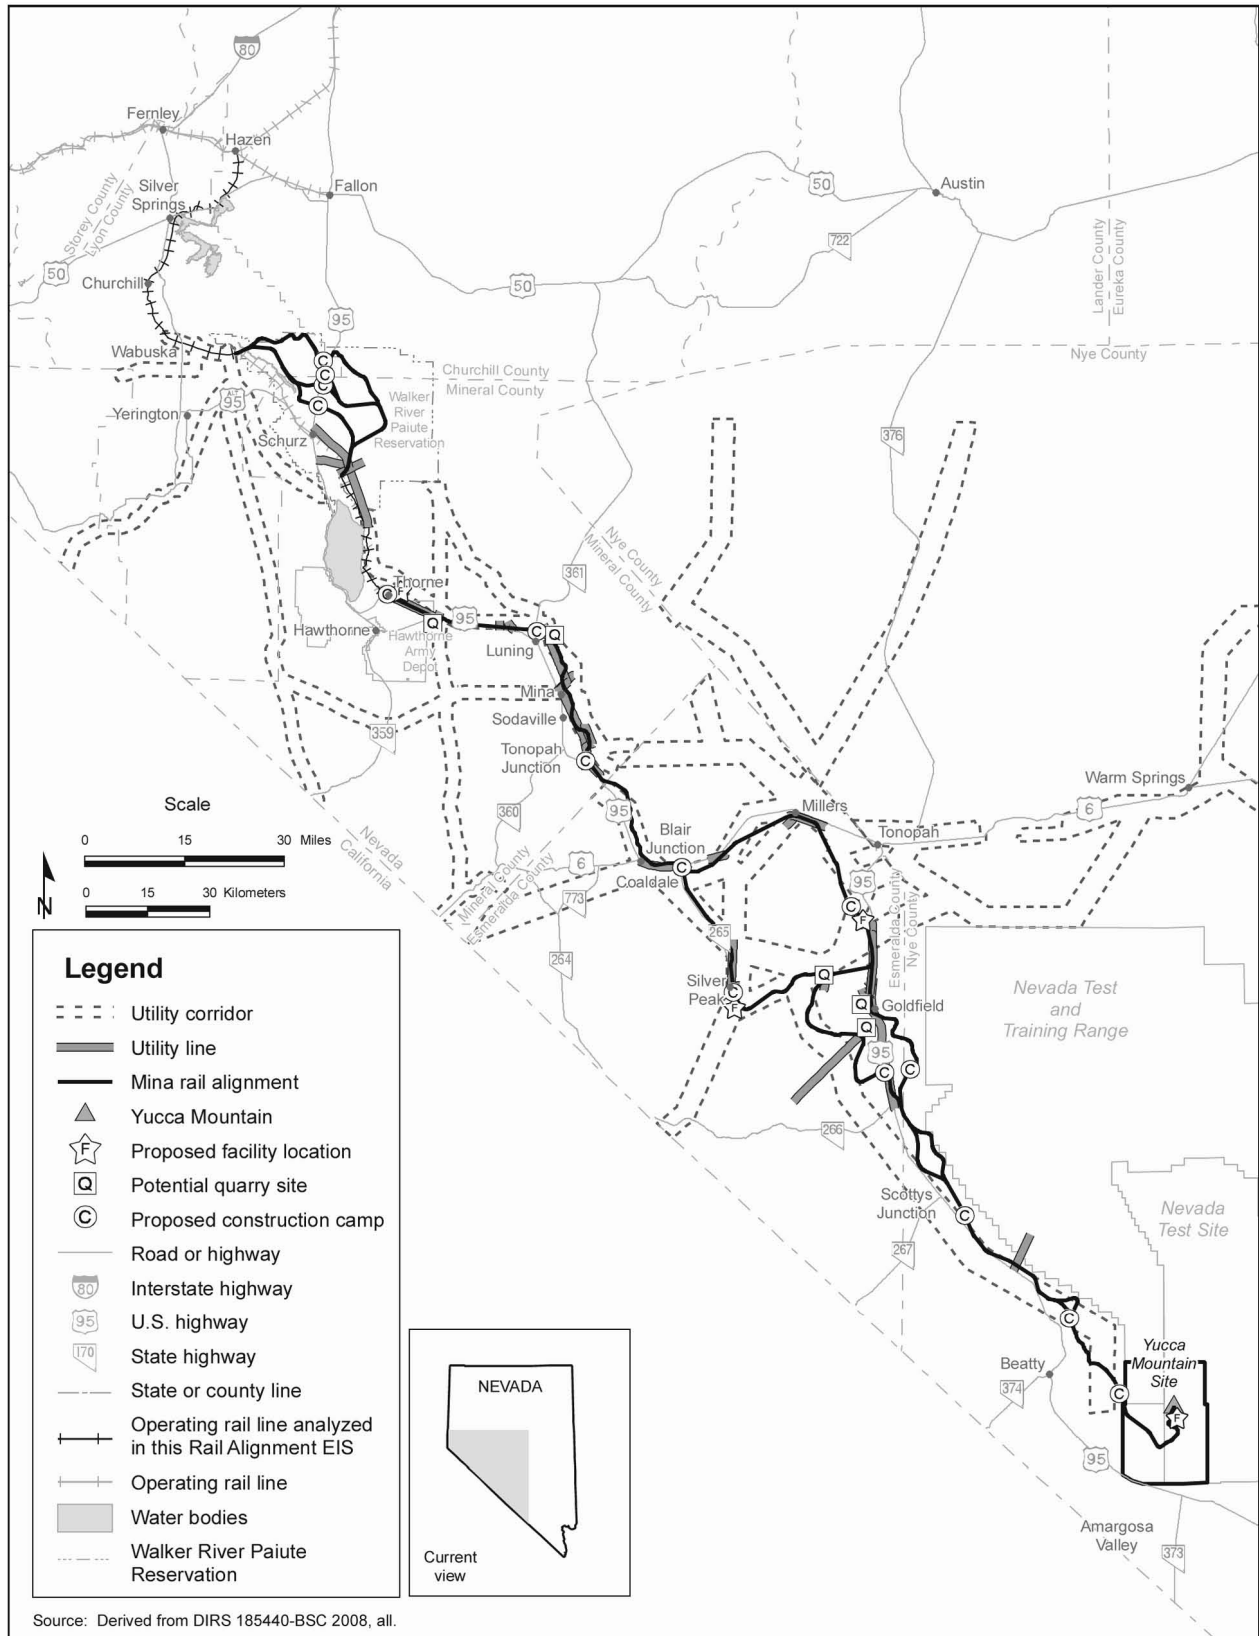 80
Fernley
Hazen
Silver
Springs
Fallon
Storey County
Lyon County
50
Churchill
50
Austin
722
50
95
Lander County
Eureka County
Nye County
Wabuska
Churchill County
Mineral County
95
Yerington
Schurz
Walker
River
Paiute
Reservation
C
C
C
C
376
Nye County
Mineral County
361
Thorne
C
F
Q
95
C
Q
Hawthorne
Hawthorne
Army
Depot
Luning
Mina
Sodaville
359
Tonopah
Junction
C
Warm Springs
6
Scale
0 15 30 Miles
0 15 30 Kilometers
N
Nevada
California
360
95
Millers
Blair
Junction
Tonopah
6
C
Coaldale
Mineral County
Esmeralda County
773
95
C
F
Esmeralda County
Nye County
265
264
Silver
Peak
C
F
Q
Q
Q
Goldfield
95
C
C
Nevada Test
and
Training Range
266
Scottys
Junction
C
267
Nevada
Test Site
C
Beatty
374
C
Yucca
Mountain
Site
F
95
Amargosa
Valley
373
Legend
Utility corridor
Utility line
Mina rail alignment
Yucca Mountain
F Proposed facility location
Q Potential quarry site
C Proposed construction camp
Road or highway
80 Interstate highway
95 U.S. highway
170 State highway
State or county line
Operating rail line analyzed
in this Rail Alignment EIS
Operating rail line
Water bodies
Walker River Paiute
Reservation
NEVADA
Current
view
Source: Derived from DIRS 185440-BSC 2008, all.